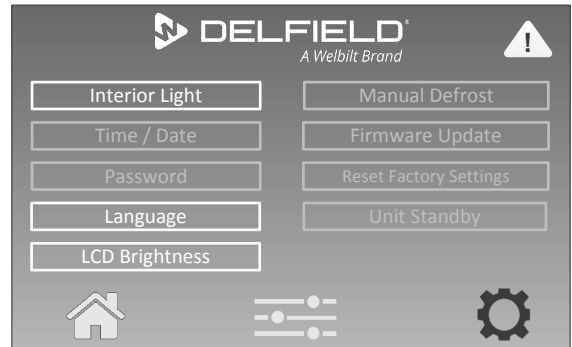 DELFIELD
A Welbilt Brand
!
Interior Light
Manual Defrost
Time / Date
Firmware Update
Password
Reset Factory Settings
Language
Unit Standby
LCD Brightness